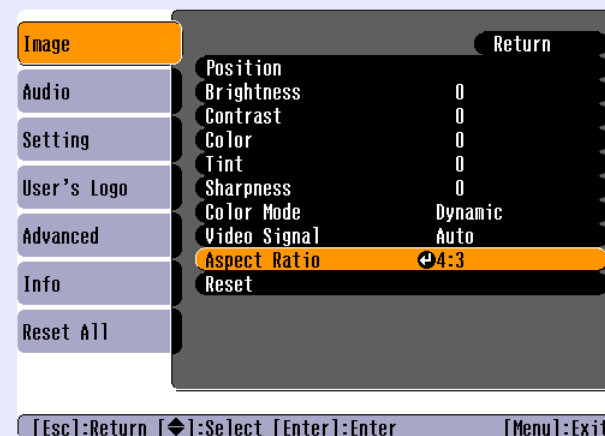 Image
Audio
Setting
User's Logo
Advanced
Info
Reset All
Return
Position
Brightness 0
Contrast 0
Color 0
Tint 0
Sharpness 0
Color Mode Dynamic
Video Signal Auto
Aspect Ratio 4:3
Reset
[Esc]:Return [◆]:Select [Enter]:Enter [Menu]:Exit